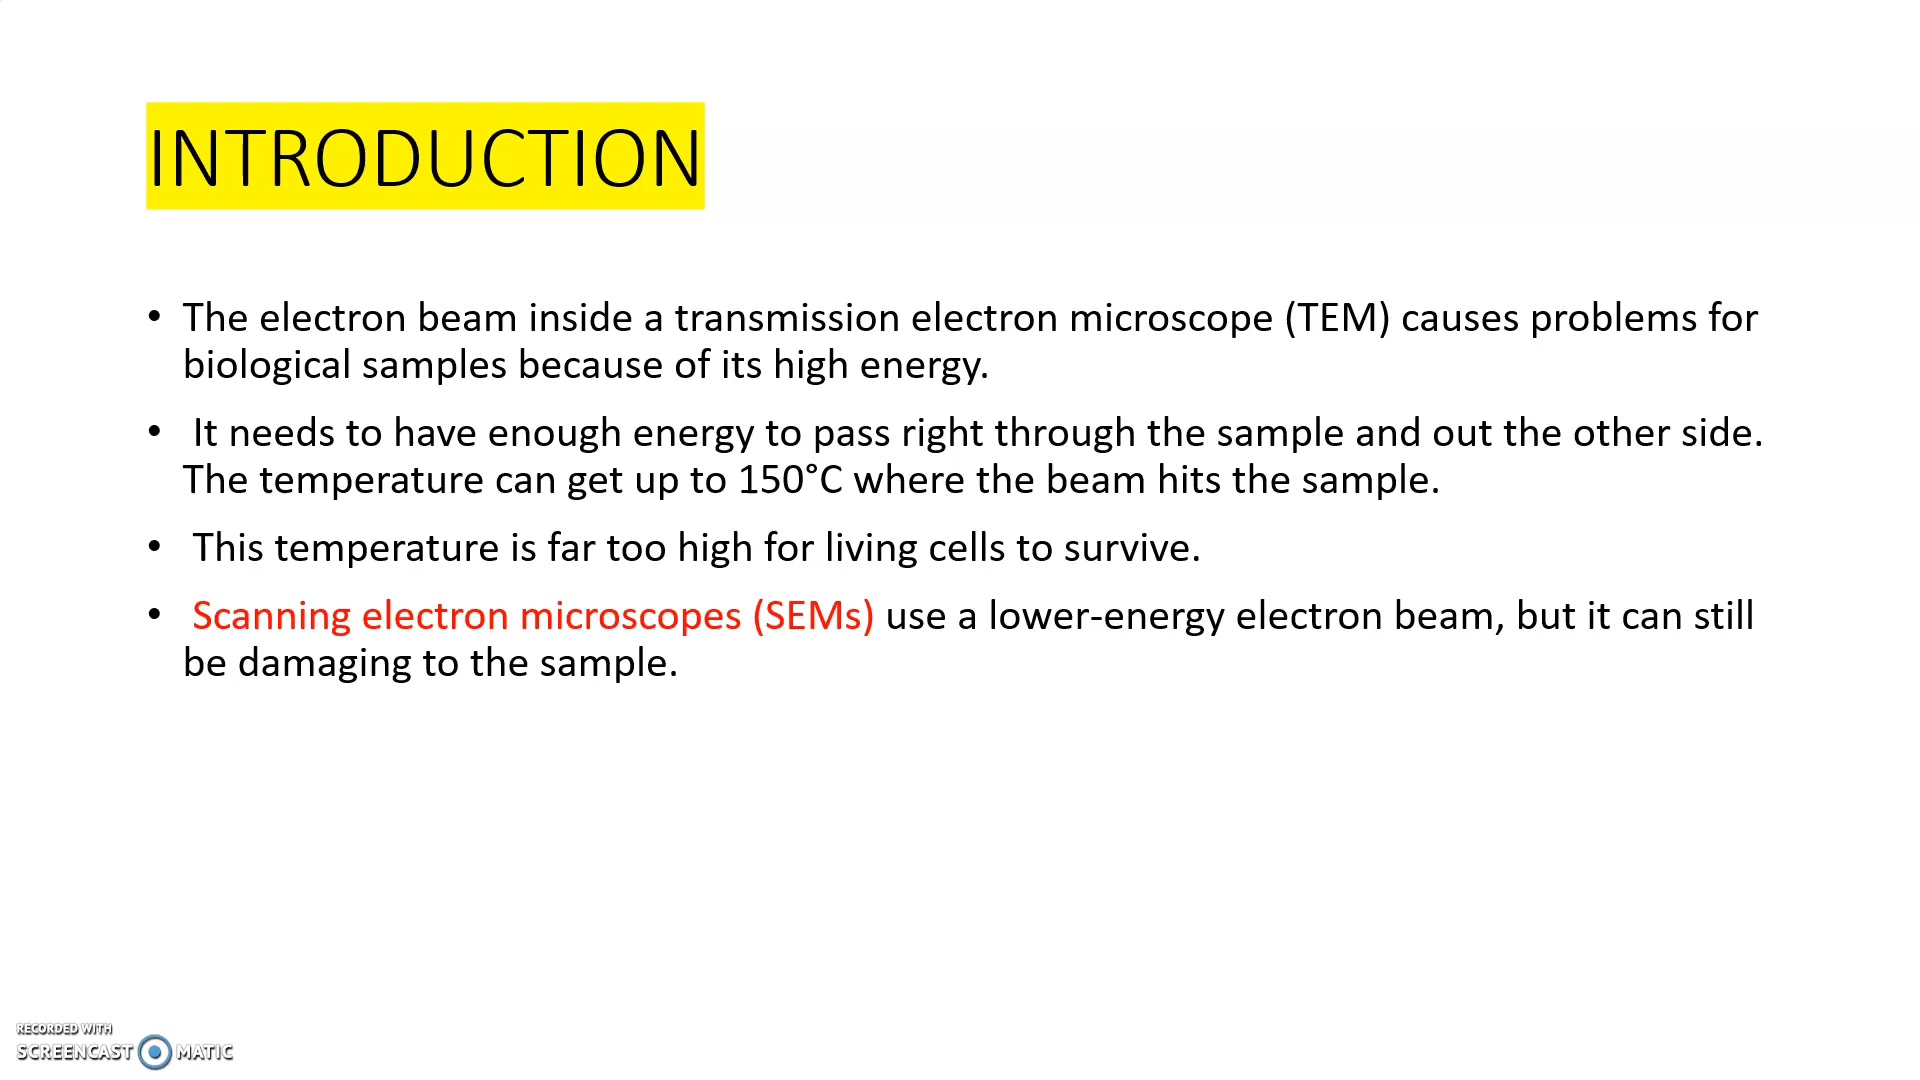 INTRODUCTION
• The electron beam inside a transmission electron microscope (TEM) causes problems for
biological samples because of its high energy.
• It needs to have enough energy to pass right through the sample and out the other side.
The temperature can get up to 150°C where the beam hits the sample.
• This temperature is far too high for living cells to survive.
• Scanning electron microscopes (SEMs) use a lower-energy electron beam, but it can still
be damaging to the sample.
RECORDED WITH
SCREENCAST MATIC